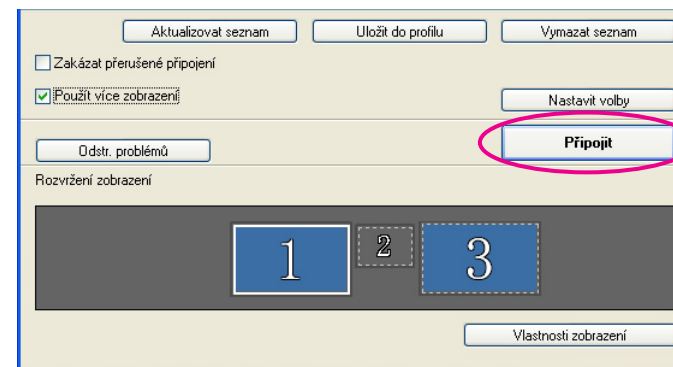 Aktualizovat seznam Uložit do profilu Vymazat seznam
Zakázat přerušené připojení
Použít více zobrazení
Nastavit volby
Připojit
Odstr. problémů
Rozvržení zobrazení
1 2 3
Vlastnosti zobrazení